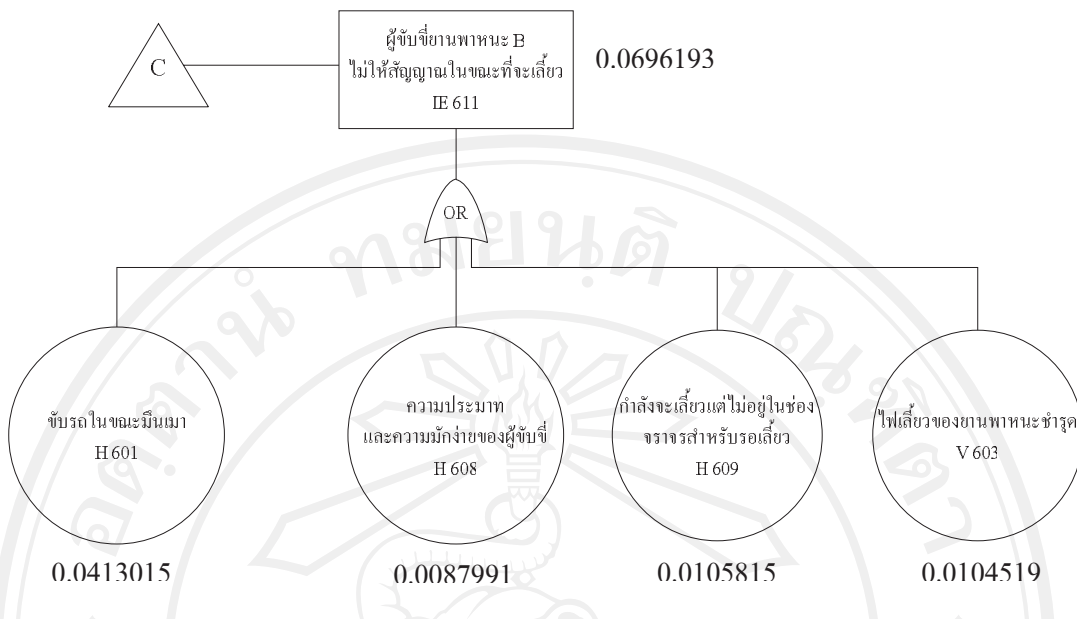 C
ผู้ขับขี่ยานพาหนะ B
ไม่ให้สัญญาณในขณะที่จะเลี้ยว
IE 611
0.0696193
OR
ขับรถในขณะมึนเมา
H 601
0.0413015
ความประมาท
และความมักง่ายของผู้ขับขี่
H 608
0.0087991
กำลังจะเลี้ยวแต่ไม่อยู่ในช่อง
จราจรสำหรับรอเลี้ยว
H 609
0.0105815
ไฟเลี้ยวของยานพาหนะชำรุด
V 603
0.0104519